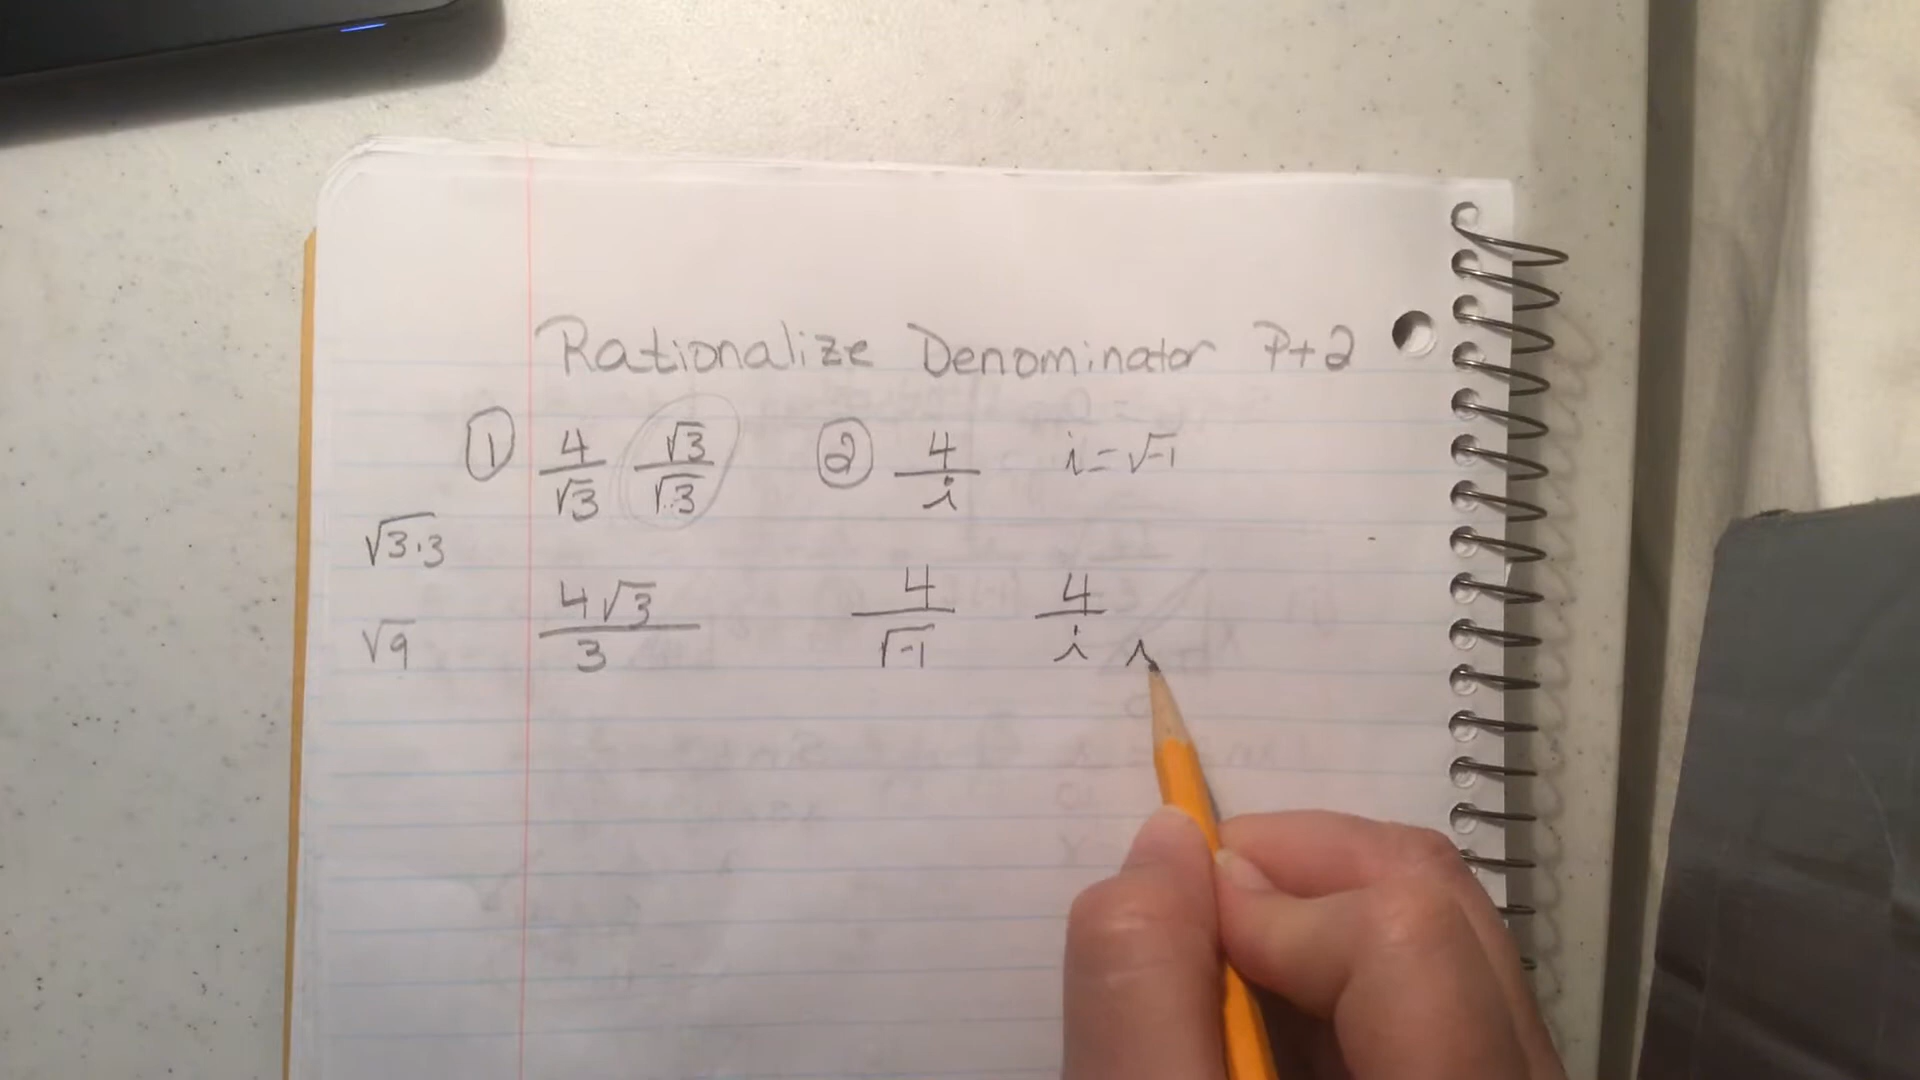 Rationalize Denominator Pt 2
① 4/√3 √3/√3 ② 4/i i=√-1
√3·3
4√3/3 4/√-1 4/i i
√9